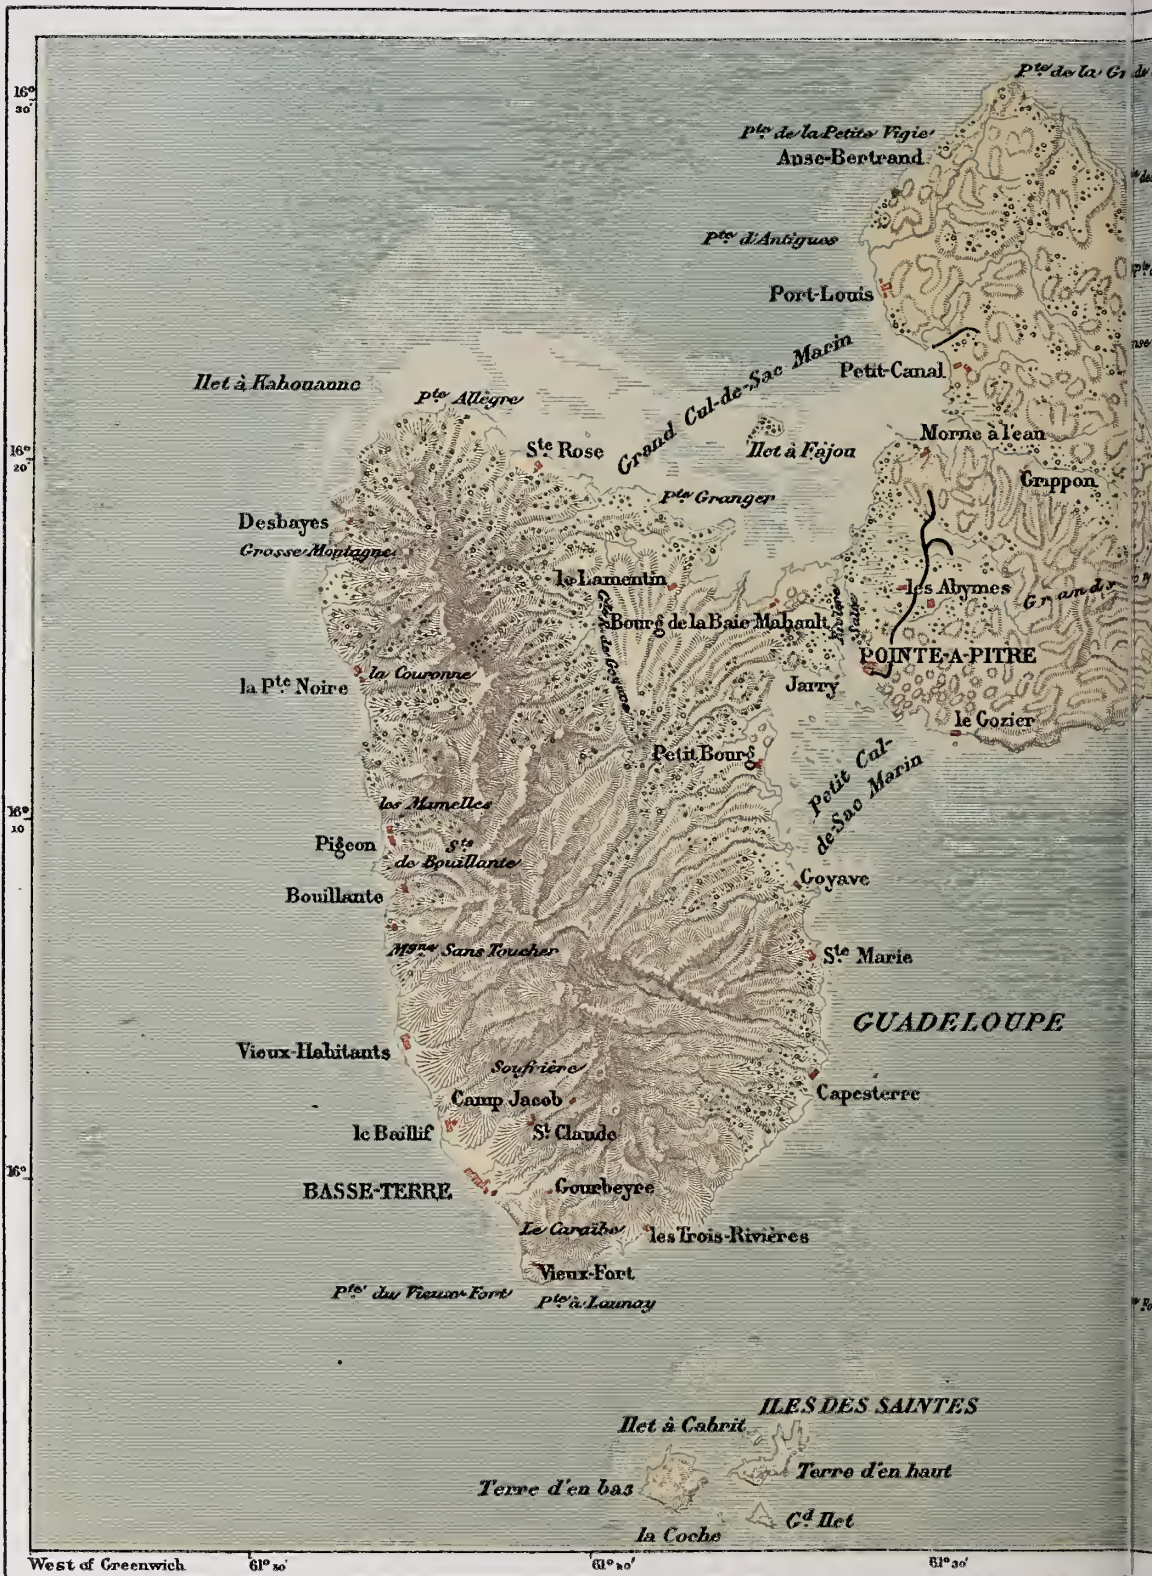 16°
30'
Pte de la Gr
Pte de la Petite Vigie
Anse-Bertrand
Pte d'Antigues
Port-Louis
Grand Cul-de-Sac Marin
Petit-Canal
Ilet à Kahouanne
Pte Allègre
Morne à l'eau
16°
20'
Ste Rose
Ilet à Fajou
Grippon
Pte Granger
Deshayes
Grosse Montagne
le Lamentin
les Abymes
Grands
Bourg de la Baie Mahault
Rivière
Salée
de Goyave
POINTE-A-PITRE
la Couronne
la Pte Noire
Jarry
le Gozier
Petit Bourg
Petit Cul-
de-Sac Marin
les Mamelles
16°
10
Pigeon
Sts
de Bouillante
Goyave
Bouillante
Mgne Sans Toucher
Ste Marie
GUADELOUPE
Vieux-Habitants
Soufrière
Camp Jacob
Capesterre
le Baillif
St Claude
16°
BASSE-TERRE
Gourbeyre
Le Caraïbe
les Trois-Rivières
Vieux-Fort
Pte du Vieux-Fort
Pte à Launay
ILES DES SAINTES
Ilet à Cabrit
Terre d'en haut
Terre d'en bas
Gd Ilet
la Coche
West of Greenwich
61° 50'
61° 40'
61° 30'